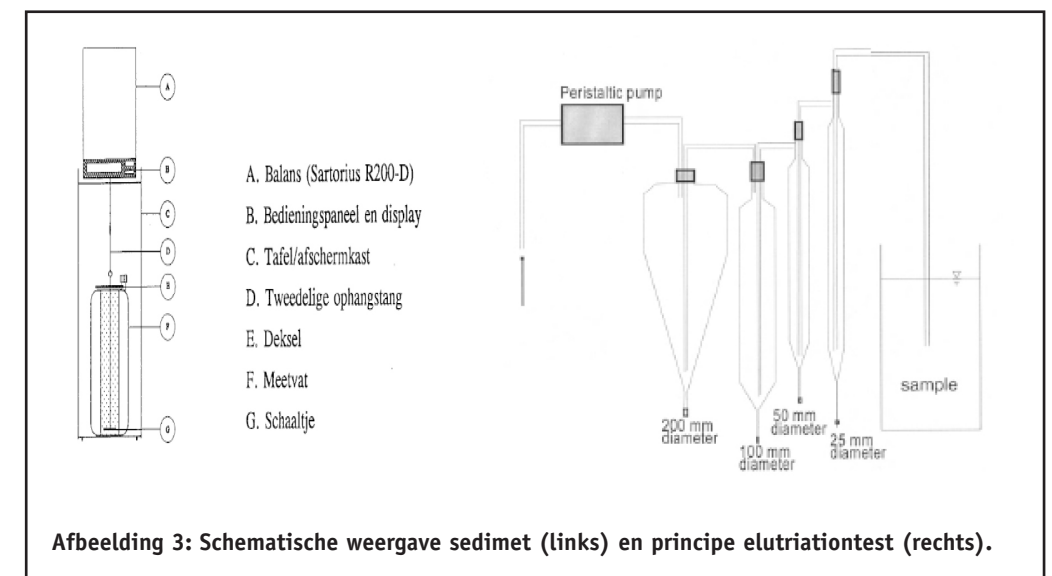 A
B
C
D
E
F
G
A. Balans (Sartorius R200-D)
B. Bedieningspaneel en display
C. Tafel/afschermkast
D. Tweedelige ophangstang
E. Deksel
F. Meetvat
G. Schaaltje
Peristaltic pump
sample
200 mm
diameter
100 mm
diameter
50 mm
diameter
25 mm
diameter
Afbeelding 3: Schematische weergave sedimet (links) en principe elutriationtest (rechts).